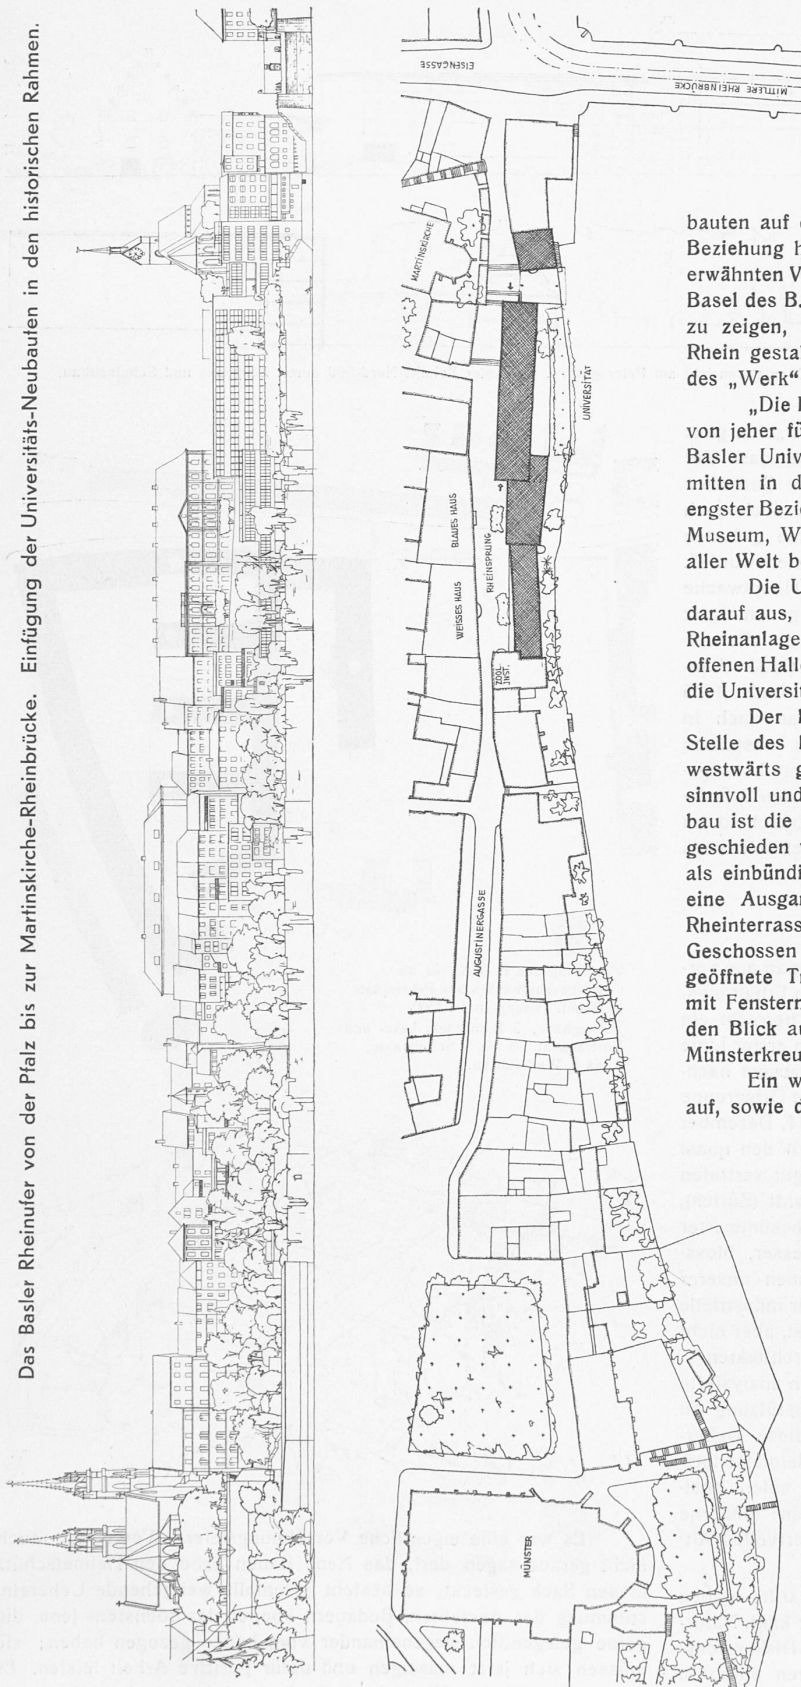 Das Basler Rheinufer von der Pfalz bis zur Martinskirche-Rheinbrücke. Einfügung der Universitäts-Neubauten in den historischen Rahmen.
EISENGASSE
MITTLERE RHEINBRÜCKE
MARTINSKIRCHE
UNIVERSITÄT
BLAUES HAUS
RHEINSPRUNG
WEISSES HAUS
ZOOL.
INST.
AUGUSTINERGASSE
MÜNSTER
bauten auf
Beziehung
erwähnten V
Basel des B.
zu zeigen,
Rhein gestal
des „Werk“
„Die
von jeher fü
Basler Univ
mitten in d
engster Bezi
Museum, W
aller Welt b
Die U
darauf aus,
Rheinanlage
offenen Hall
die Universi
Der
Stelle des
westwärts g
sinnvoll und
bau ist die
geschieden
als einbündi
eine Ausgan
Rheinterrass
Geschossen
geöffnete Tr
mit Fenstern
den Blick au
Münsterkreu
Ein w
auf, sowie d